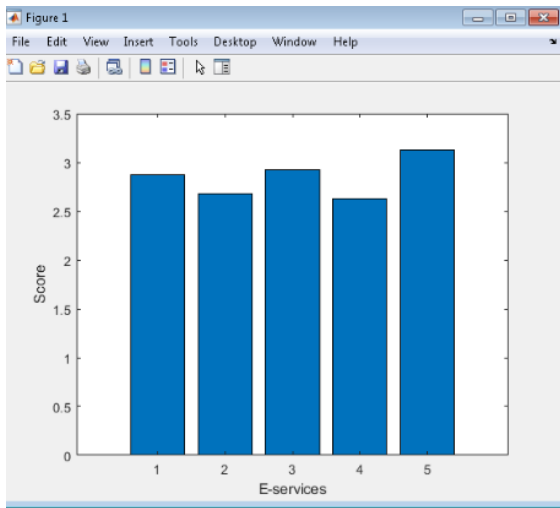 Figure 1
File Edit View Insert Tools Desktop Window Help
3.5
3
2.5
2
1.5
1
0.5
0
Score
1 2 3 4 5
E-services